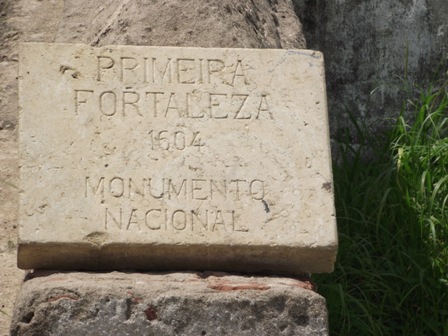 PRIMEIRA
FORTALEZA
1604
MONUMENTO
NACIONAL